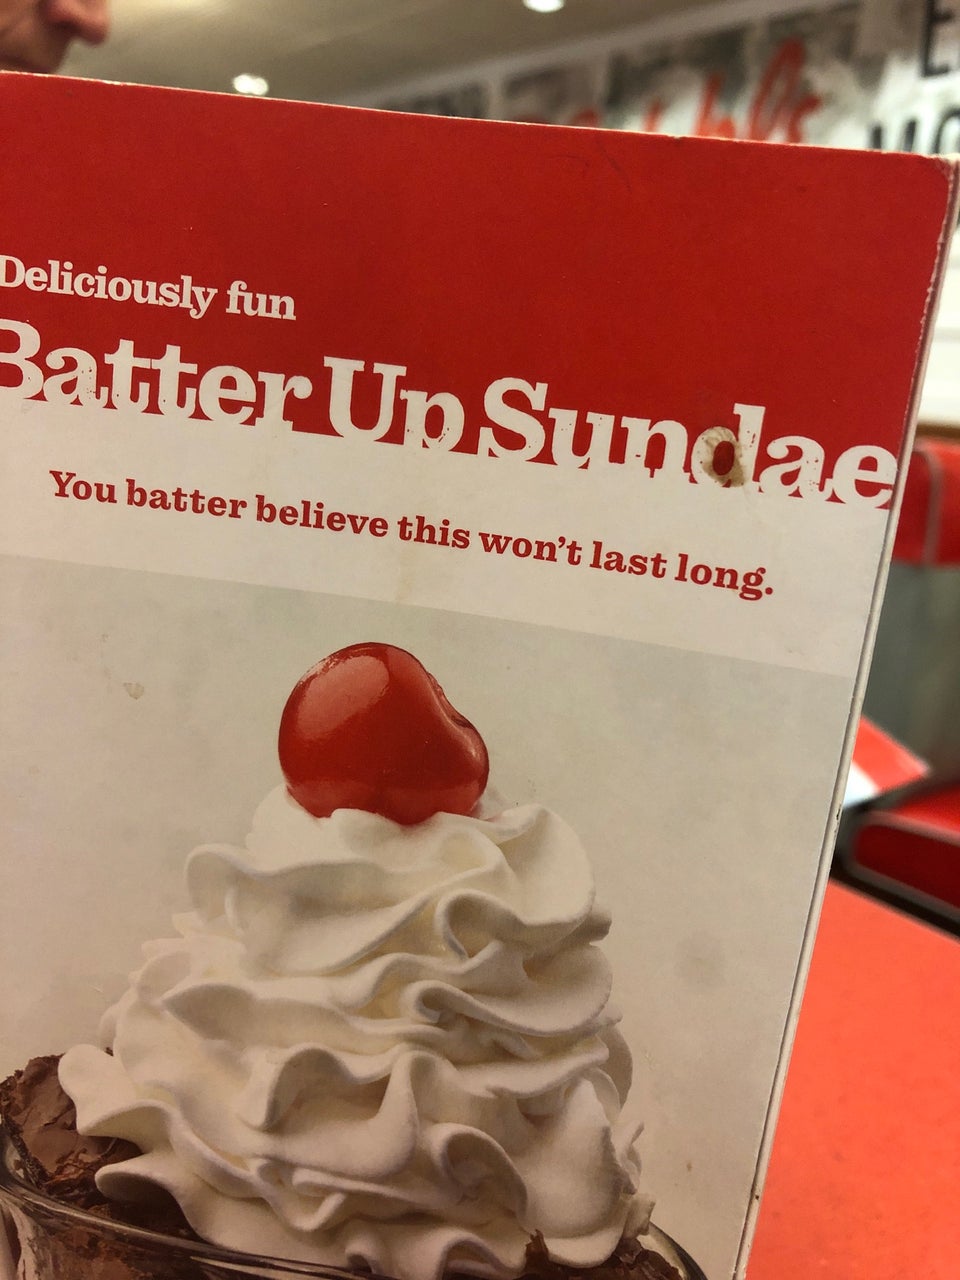 Deliciously fun
Batter Up Sundae
You batter believe this won't last long.